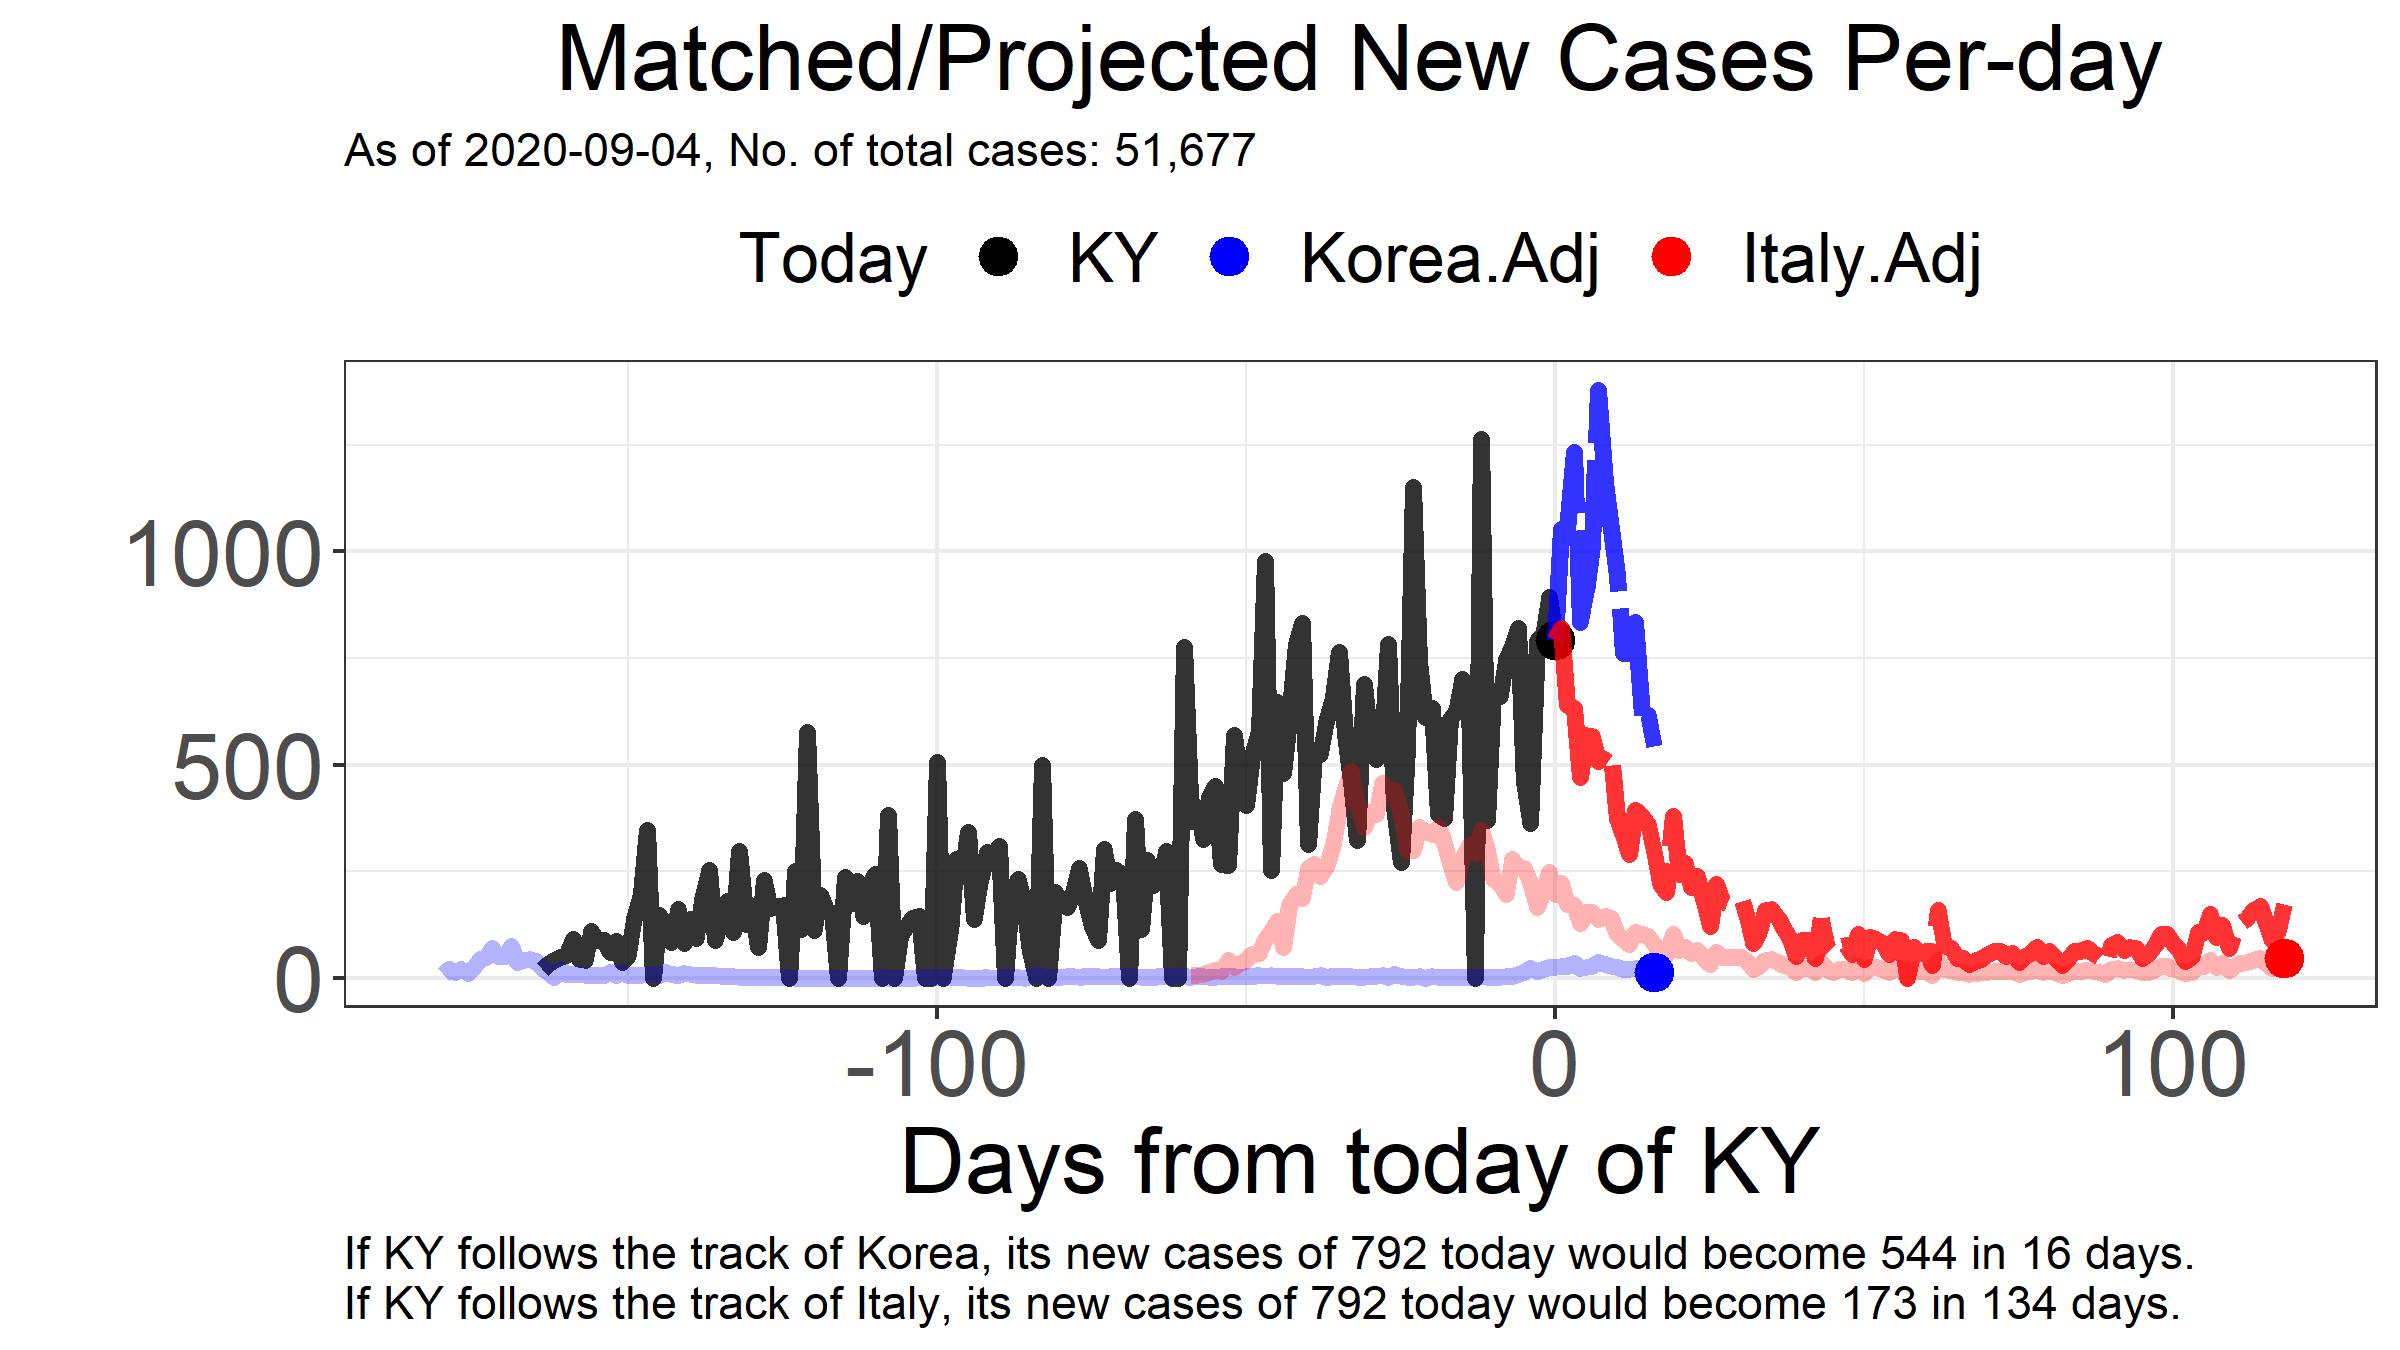 Matched/Projected New Cases Per-day
As of 2020-09-04, No. of total cases: 51,677
Today KY Korea.Adj Italy.Adj
1000
500
0
-100 0 100
Days from today of KY
If KY follows the track of Korea, its new cases of 792 today would become 544 in 16 days.
If KY follows the track of Italy, its new cases of 792 today would become 173 in 134 days.